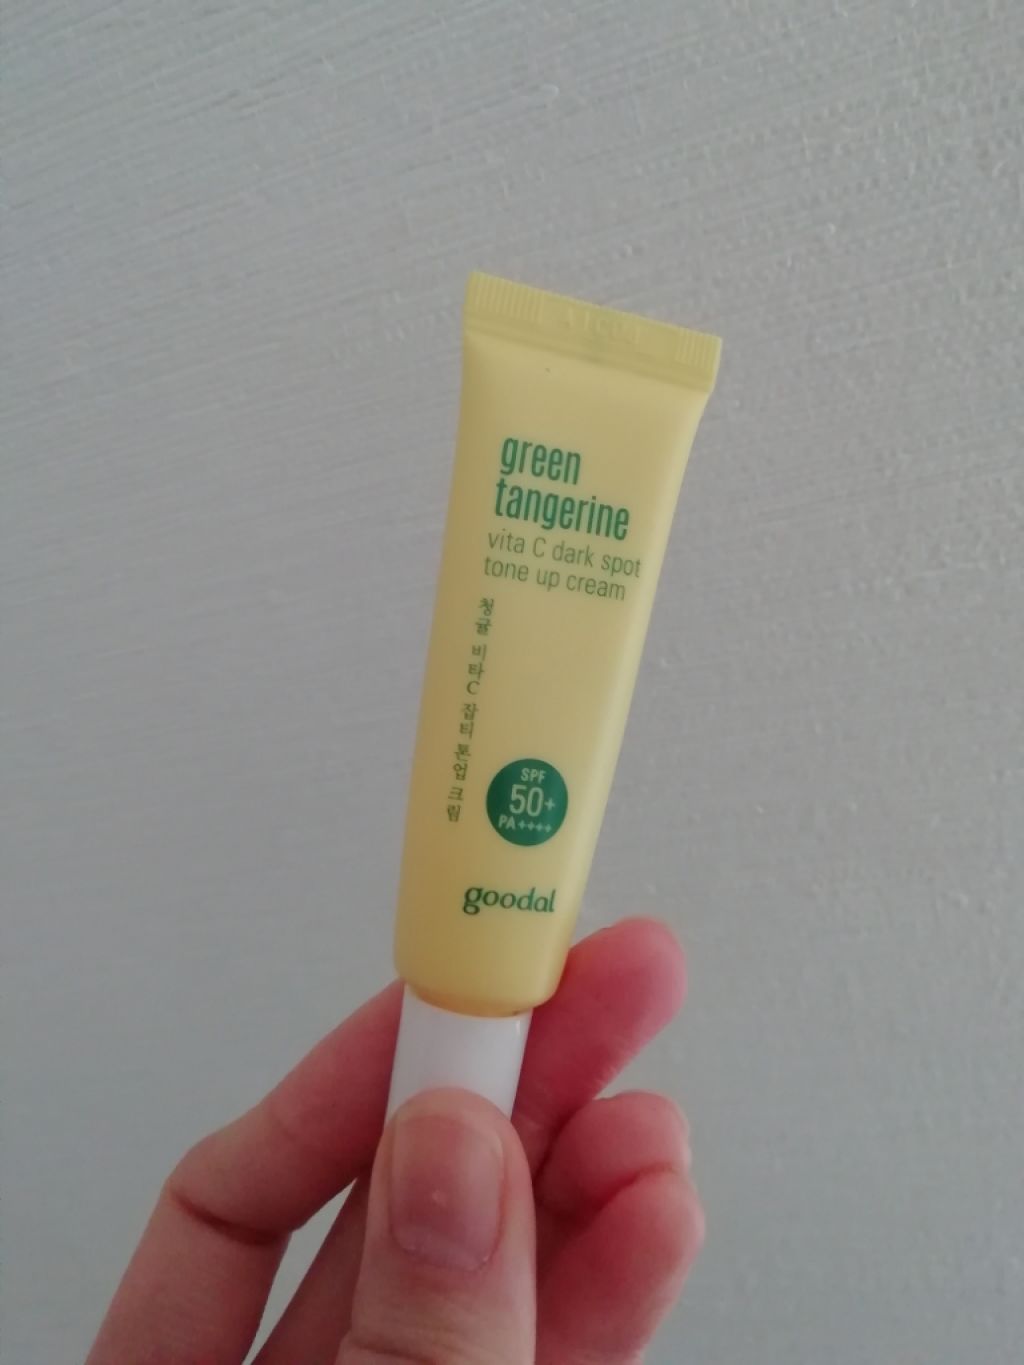 green
tangerine
vita C dark spot
tone up cream
청귤 비타C 잡티 톤업 크림
SPF
50+
PA++++
goodal